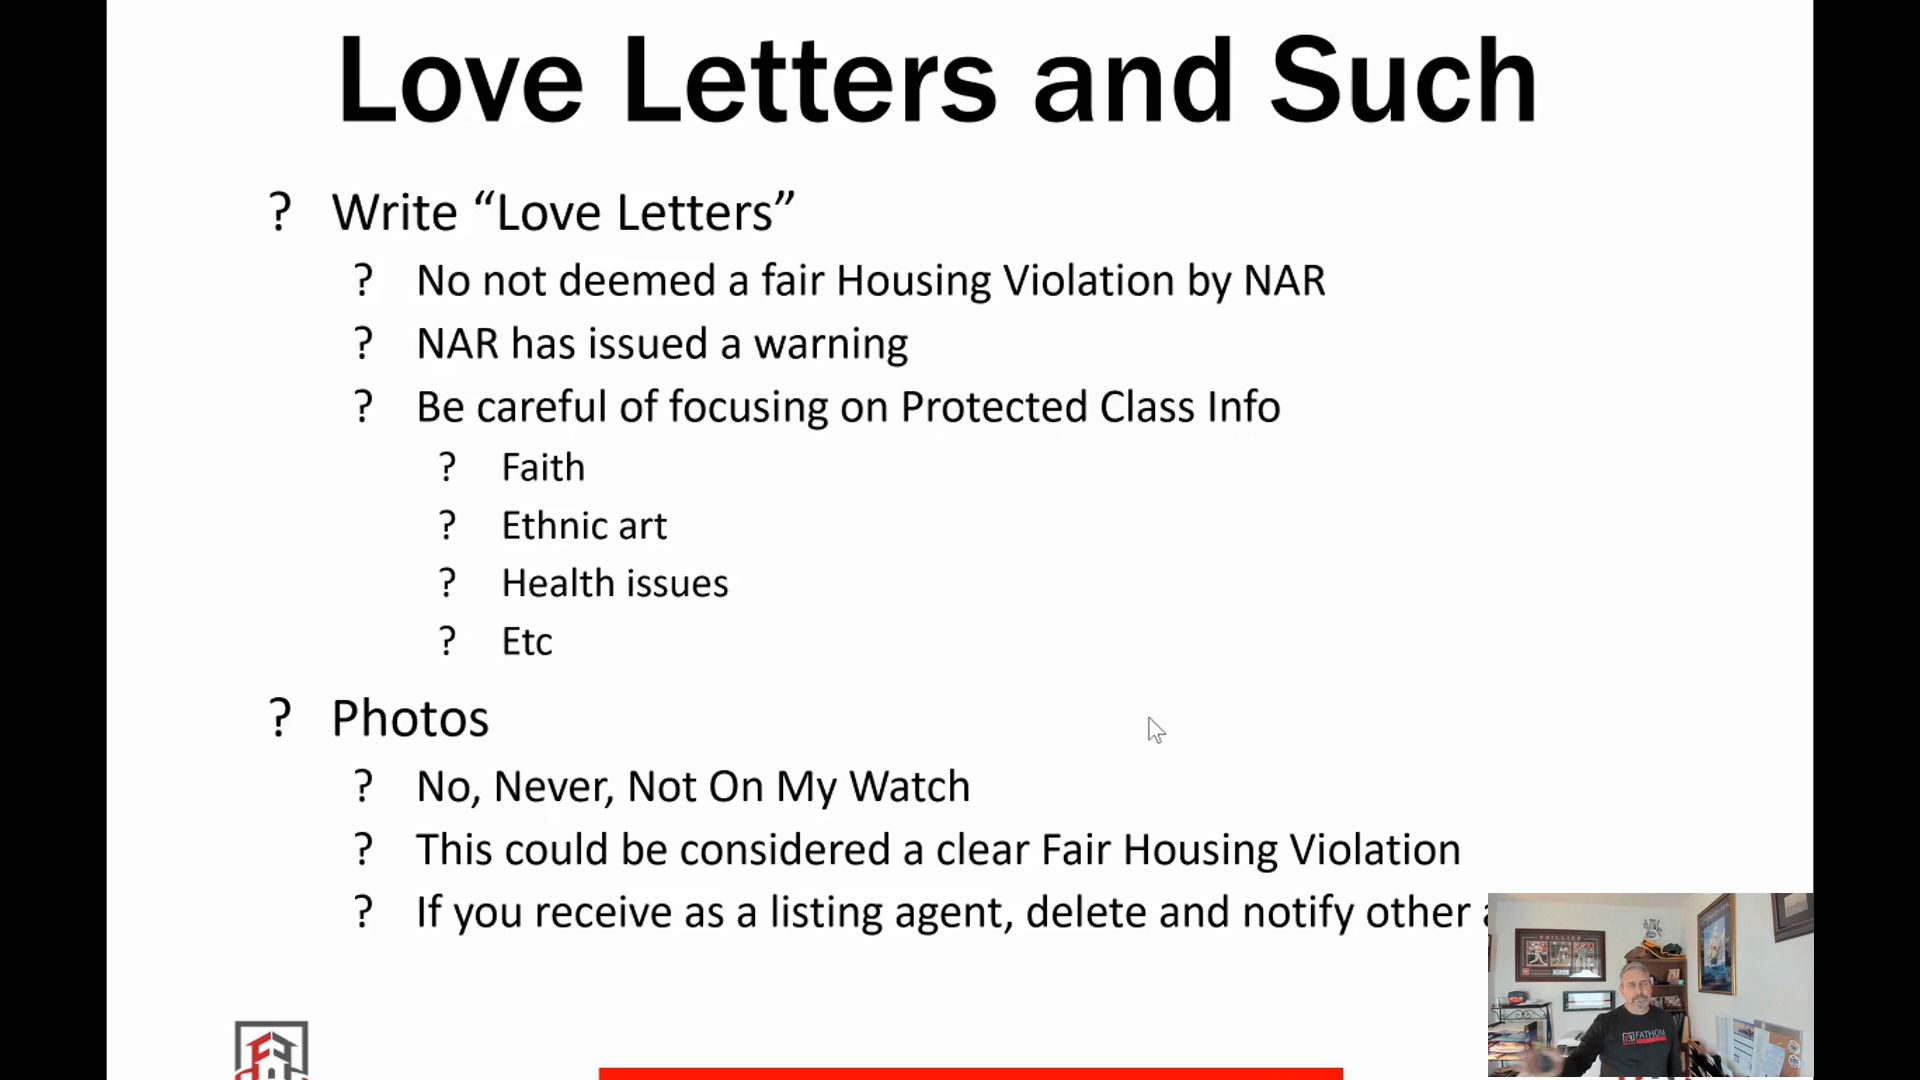 Love Letters and Such
? Write “Love Letters”
? No not deemed a fair Housing Violation by NAR
? NAR has issued a warning
? Be careful of focusing on Protected Class Info
? Faith
? Ethnic art
? Health issues
? Etc
? Photos
? No, Never, Not On My Watch
? This could be considered a clear Fair Housing Violation
? If you receive as a listing agent, delete and notify other
PHILLIES
FATHOM